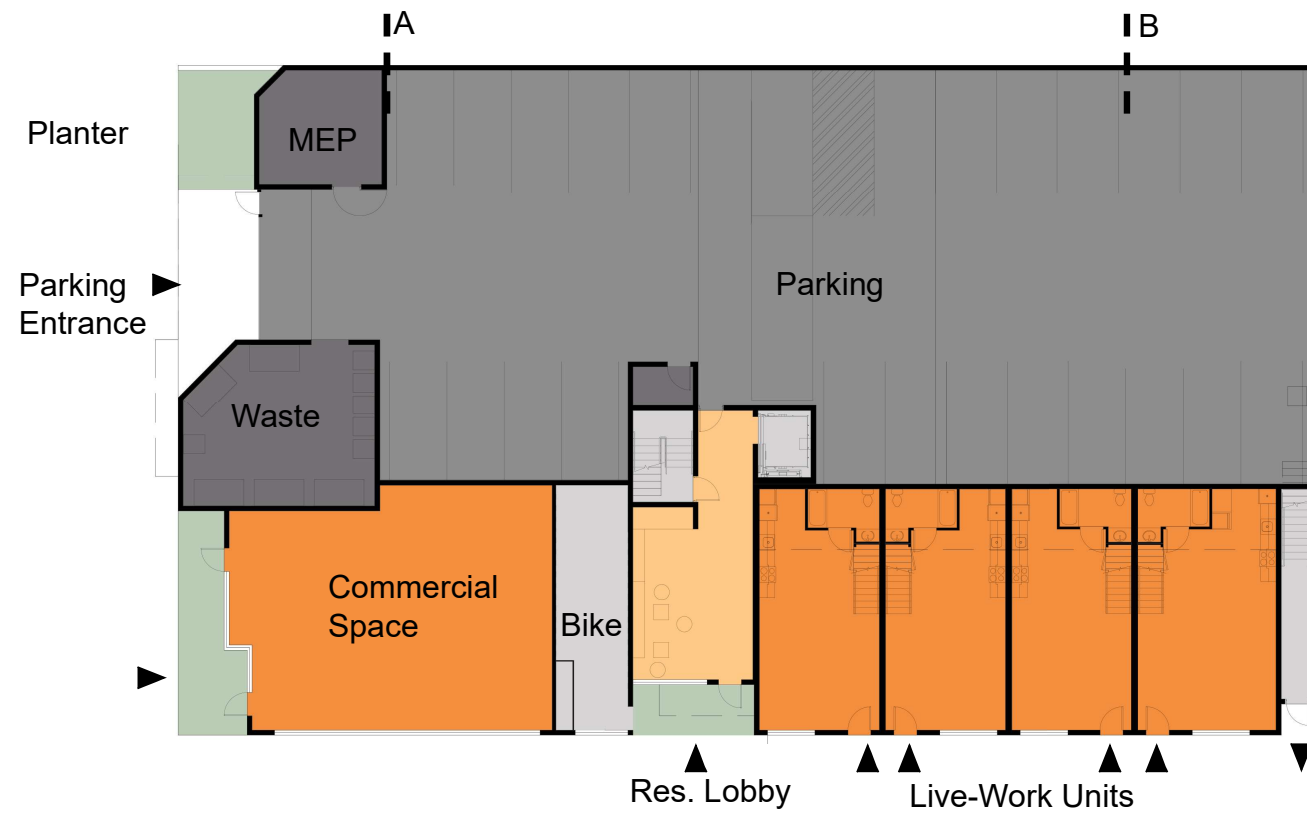 A
B
Planter
MEP
Parking
Entrance
Parking
Waste
Commercial
Space
Bike
Res. Lobby
Live-Work Units